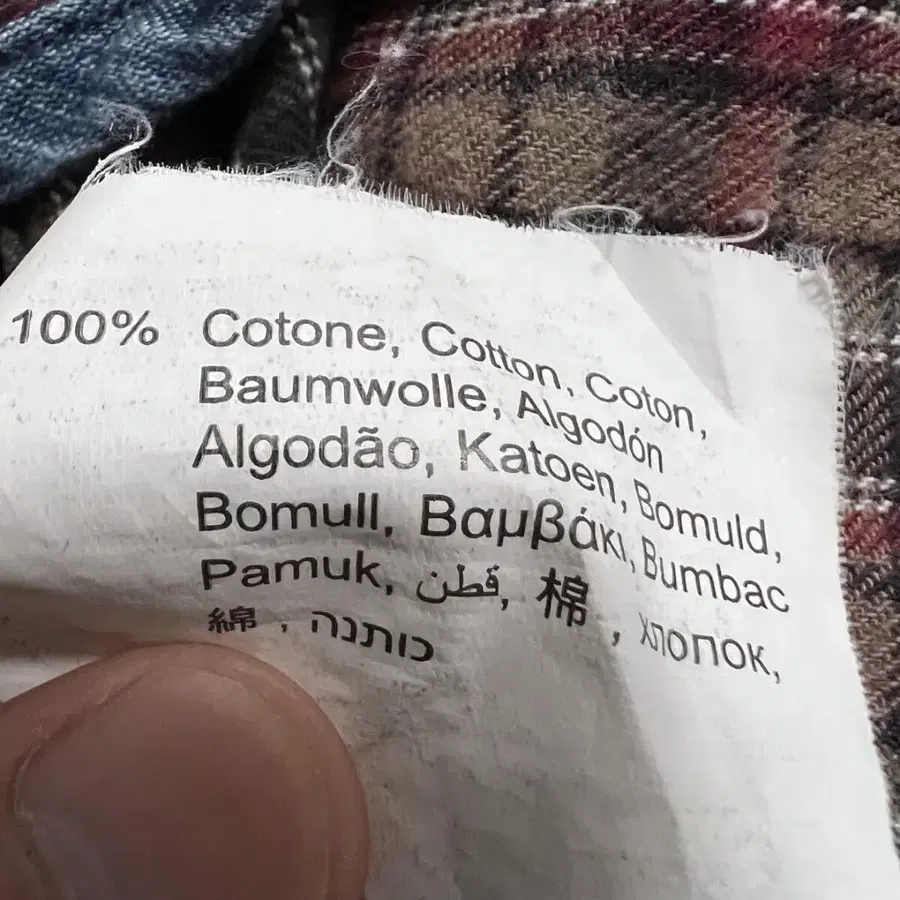 100% Cotone, Cotton, Coton,
Baumwolle, Algodón
Algodão, Katoen, Bomuld,
Bomull, Βαμβάκι, Bumbac
Pamuk, قطن, 棉, хлопок,
綿, כותנה